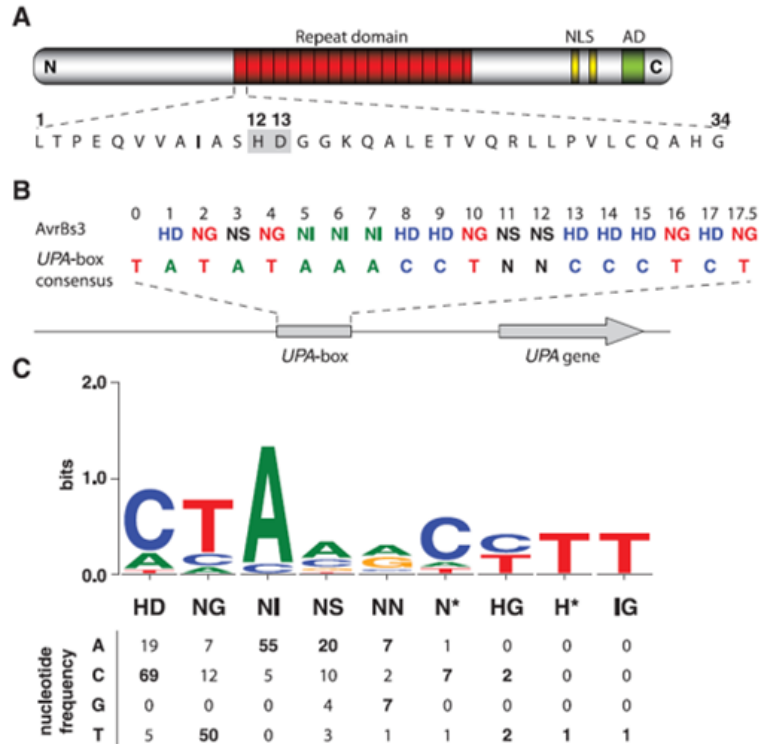 A
Repeat domain NLS AD
N C
1 12 13 34
L T P E Q V V A I A S H D G G K Q A L E T V Q R L L P V L C Q A H G
B
0 1 2 3 4 5 6 7 8 9 10 11 12 13 14 15 16 17 17.5
AvrBs3 HD NG NS NG NI NI NI HD HD NG NS NS HD HD HD NG HD NG
UPA-box consensus T A T A T A A A C C T N N C C C T C T
UPA-box UPA gene
C
2.0
bits
1.0
0.0
C T A A A C C T T
A C C C G A T
T A T
HD NG NI NS NN N* HG H* IG
nucleotide frequency
A 19 7 55 20 7 1 0 0 0
C 69 12 5 10 2 7 2 0 0
G 0 0 0 4 7 0 0 0 0
T 5 50 0 3 1 1 2 1 1